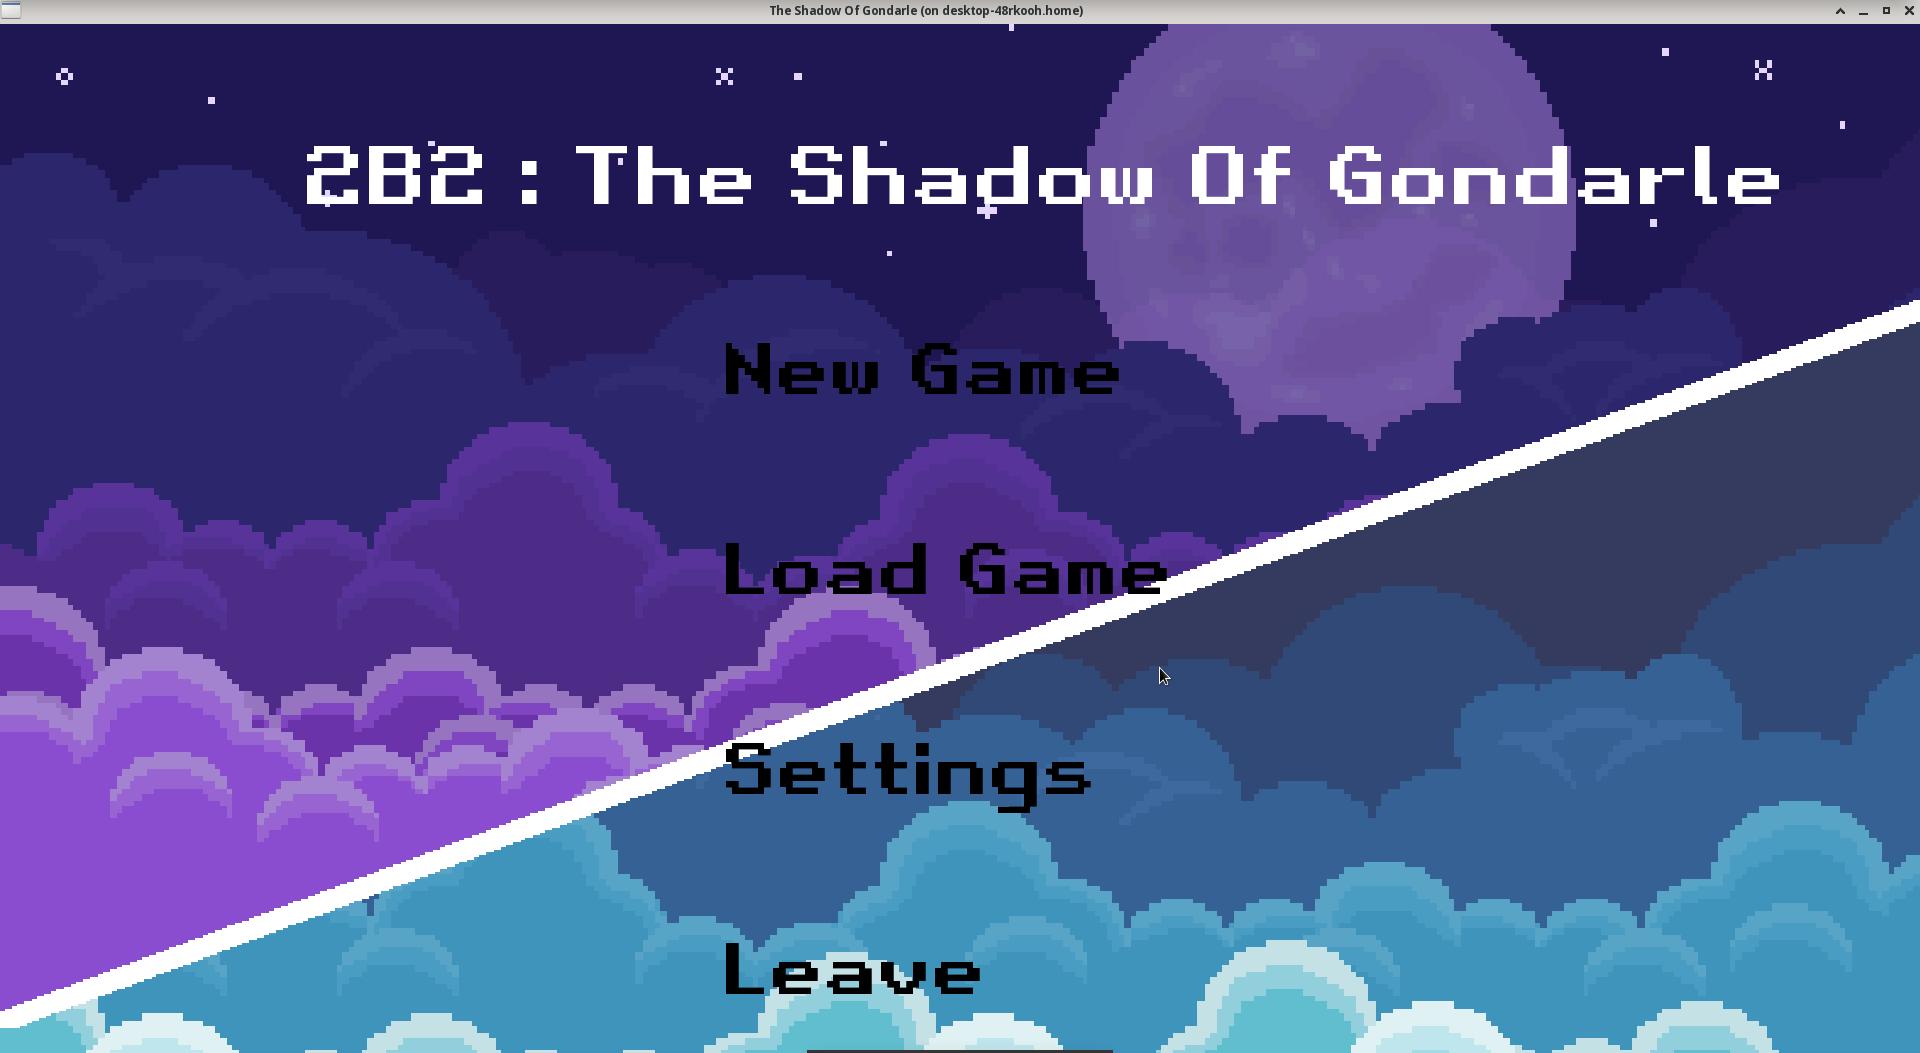 The Shadow Of Gondarle (on desktop-48rkooh.home)
2B2 : The Shadow Of Gondarle
New Game
Load Game
Settings
Leave